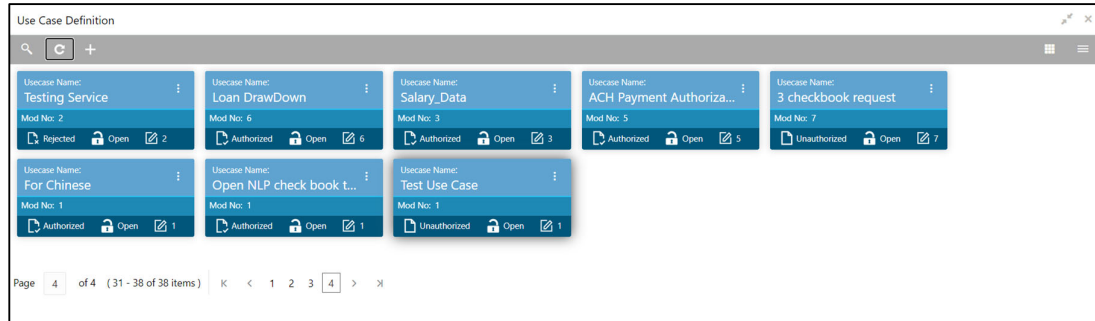 Use Case Definition
Usecase Name: Usecase Name: Usecase Name: Usecase Name: Usecase Name:
Testing Service Loan DrawDown Salary_Data ACH Payment Authoriza... 3 checkbook request
Mod No: 2 Mod No: 6 Mod No: 3 Mod No: 5 Mod No: 7
Rejected Open 2 Authorized Open 6 Authorized Open 3 Authorized Open 5 Unauthorized Open 7
Usecase Name: Usecase Name: Usecase Name:
For Chinese Open NLP check book t... Test Use Case
Mod No: 1 Mod No: 1 Mod No: 1
Authorized Open 1 Authorized Open 1 Unauthorized Open 1
Page 4 of 4 ( 31 - 38 of 38 items ) 1 2 3 4